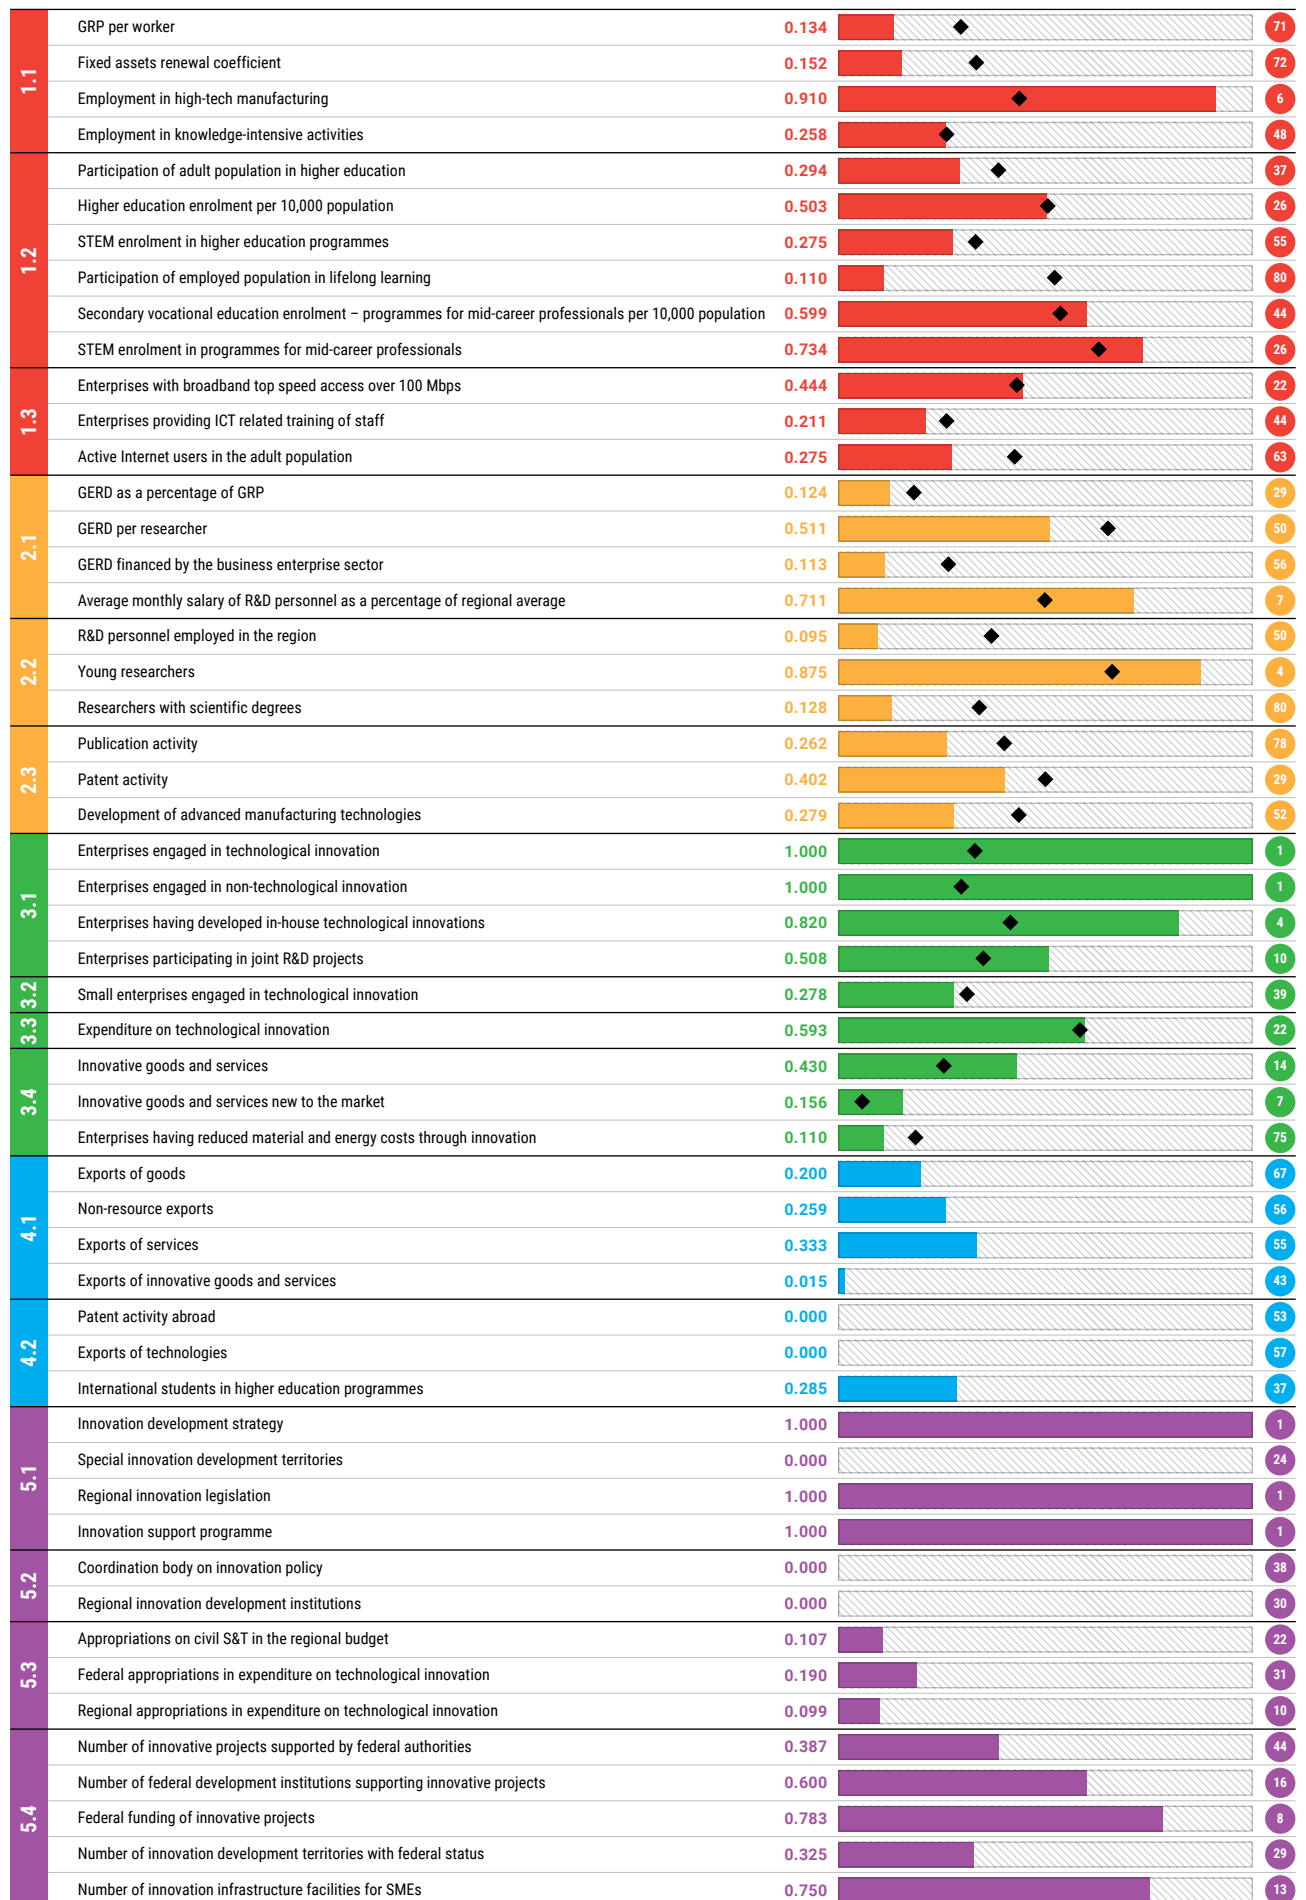 1.1
GRP per worker 0.134 71
Fixed assets renewal coefficient 0.152 72
Employment in high-tech manufacturing 0.910 6
Employment in knowledge-intensive activities 0.258 48
1.2
Participation of adult population in higher education 0.294 37
Higher education enrolment per 10,000 population 0.503 26
STEM enrolment in higher education programmes 0.275 55
Participation of employed population in lifelong learning 0.110 80
Secondary vocational education enrolment – programmes for mid-career professionals per 10,000 population 0.599 44
STEM enrolment in programmes for mid-career professionals 0.734 26
1.3
Enterprises with broadband top speed access over 100 Mbps 0.444 22
Enterprises providing ICT related training of staff 0.211 44
Active Internet users in the adult population 0.275 63
2.1
GERD as a percentage of GRP 0.124 29
GERD per researcher 0.511 50
GERD financed by the business enterprise sector 0.113 56
Average monthly salary of R&D personnel as a percentage of regional average 0.711 7
2.2
R&D personnel employed in the region 0.095 50
Young researchers 0.875 4
Researchers with scientific degrees 0.128 80
2.3
Publication activity 0.262 78
Patent activity 0.402 29
Development of advanced manufacturing technologies 0.279 52
3.1
Enterprises engaged in technological innovation 1.000 1
Enterprises engaged in non-technological innovation 1.000 1
Enterprises having developed in-house technological innovations 0.820 4
Enterprises participating in joint R&D projects 0.508 10
3.2
Small enterprises engaged in technological innovation 0.278 39
3.3
Expenditure on technological innovation 0.593 22
3.4
Innovative goods and services 0.430 14
Innovative goods and services new to the market 0.156 7
Enterprises having reduced material and energy costs through innovation 0.110 75
4.1
Exports of goods 0.200 67
Non-resource exports 0.259 56
Exports of services 0.333 55
Exports of innovative goods and services 0.015 43
4.2
Patent activity abroad 0.000 53
Exports of technologies 0.000 57
International students in higher education programmes 0.285 37
5.1
Innovation development strategy 1.000 1
Special innovation development territories 0.000 24
Regional innovation legislation 1.000 1
Innovation support programme 1.000 1
5.2
Coordination body on innovation policy 0.000 38
Regional innovation development institutions 0.000 30
5.3
Appropriations on civil S&T in the regional budget 0.107 22
Federal appropriations in expenditure on technological innovation 0.190 31
Regional appropriations in expenditure on technological innovation 0.099 10
5.4
Number of innovative projects supported by federal authorities 0.387 44
Number of federal development institutions supporting innovative projects 0.600 16
Federal funding of innovative projects 0.783 8
Number of innovation development territories with federal status 0.325 29
Number of innovation infrastructure facilities for SMEs 0.750 13